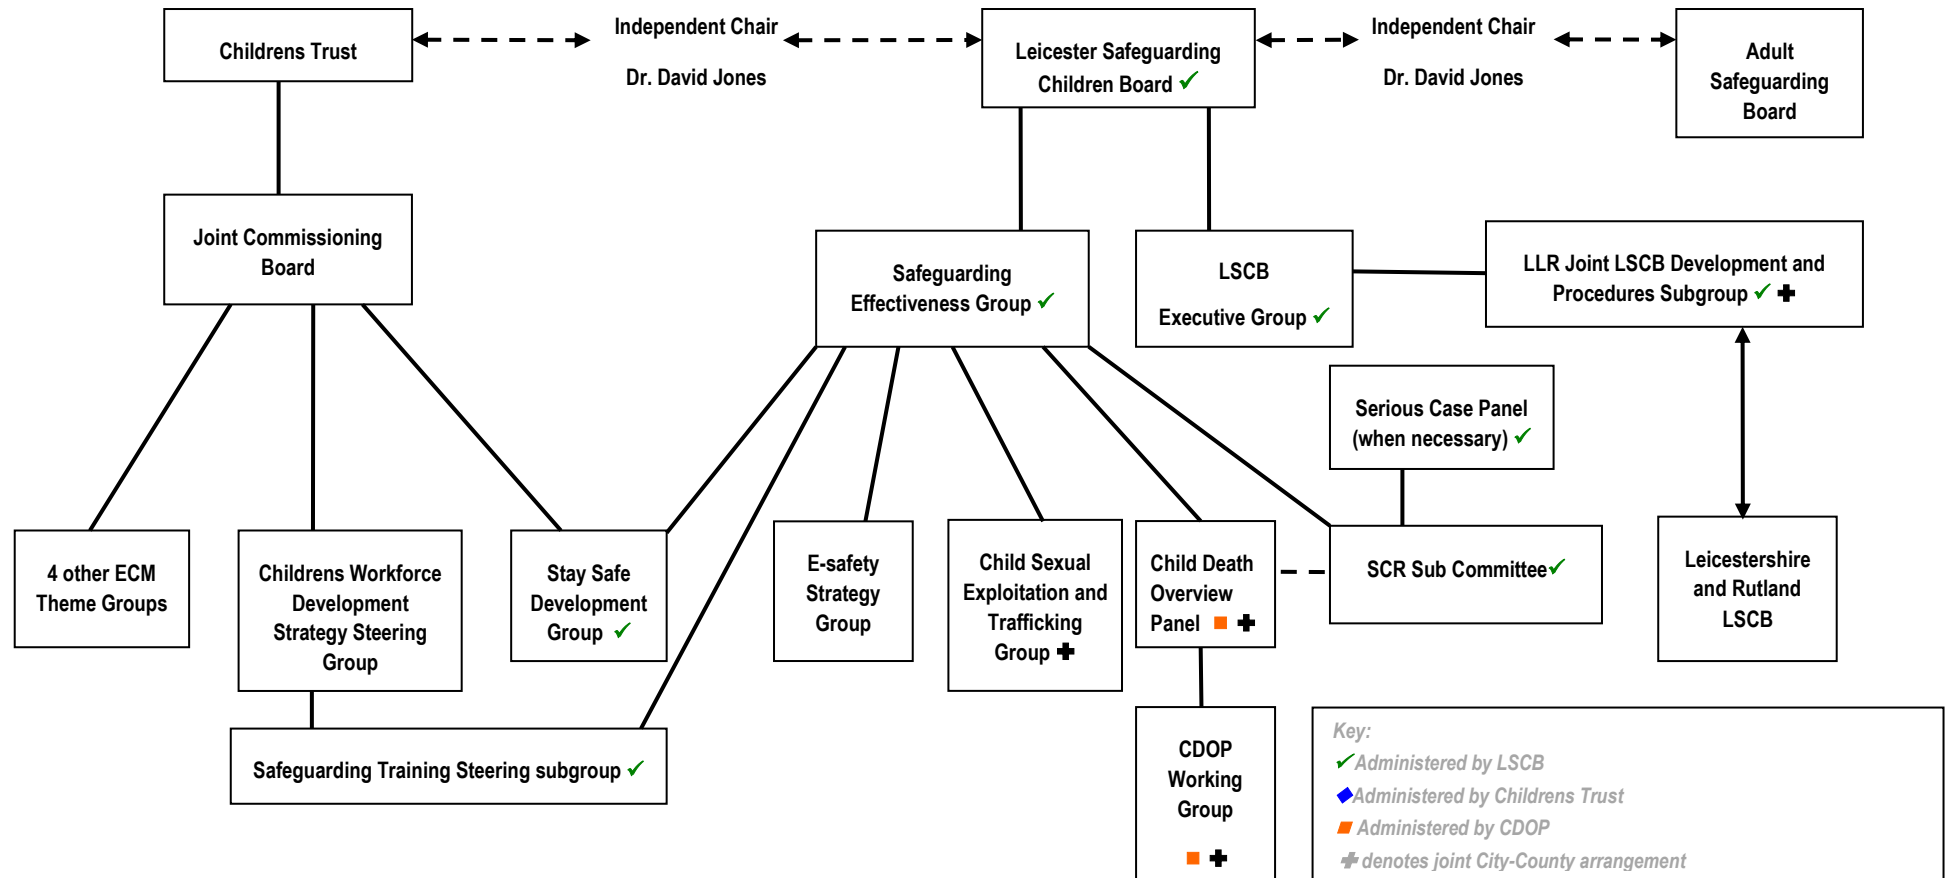 Childrens Trust
Independent Chair
Dr. David Jones
Leicester Safeguarding
Children Board ✓
Independent Chair
Dr. David Jones
Adult
Safeguarding
Board
Joint Commissioning
Board
Safeguarding
Effectiveness Group ✓
LSCB
Executive Group ✓
LLR Joint LSCB Development and
Procedures Subgroup ✓ ✚
Serious Case Panel
(when necessary) ✓
4 other ECM
Theme Groups
Childrens Workforce
Development
Strategy Steering
Group
Stay Safe
Development
Group ✓
E-safety
Strategy
Group
Child Sexual
Exploitation and
Trafficking
Group ✚
Child Death
Overview
Panel ■ ✚
SCR Sub Committee ✓
Leicestershire
and Rutland
LSCB
Safeguarding Training Steering subgroup ✓
CDOP
Working
Group
■ ✚
Key:
✓Administered by LSCB
◆Administered by Childrens Trust
■ Administered by CDOP
✚ denotes joint City-County arrangement